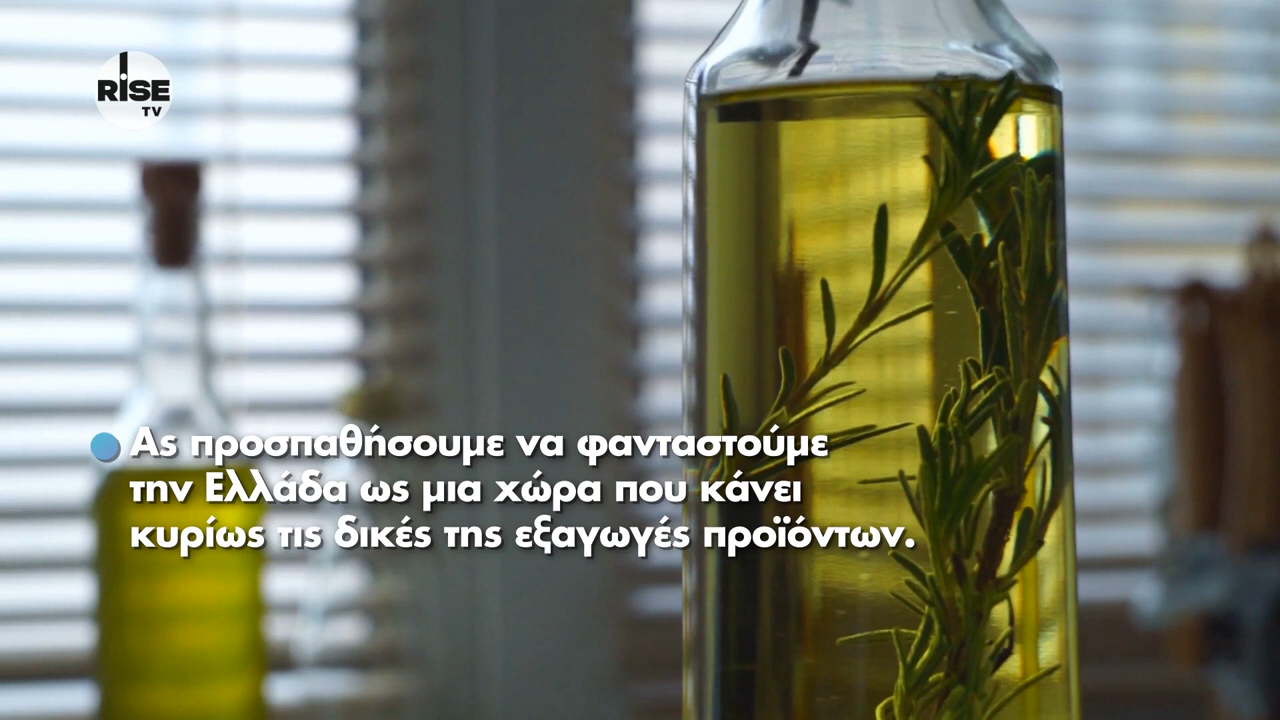 RISE
TV
Ας προσπαθήσουμε να φανταστούμε
την Ελλάδα ως μια χώρα που κάνει
κυρίως τις δικές της εξαγωγές προϊόντων.